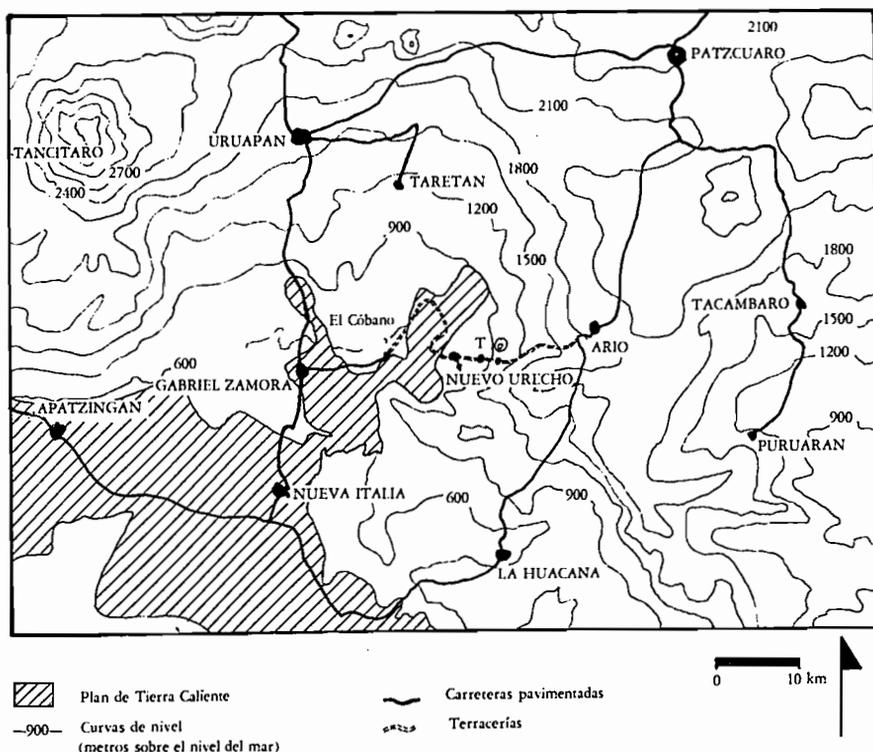 2100
PATZCUARO
2100
URUAPAN
TANCITARO
2700
2400
1800
TARETAN
1200
900
1500
1800
TACAMBARO
1500
El Cóbano
T
ARIO
1200
600
GABRIEL ZAMORA
NUEVO URECHO
APATZINGAN
900
PURUARAN
NUEVA ITALIA
600
900
LA HUACANA
0 10 km
Plan de Tierra Caliente
Carreteras pavimentadas
—900— Curvas de nivel
(metros sobre el nivel del mar)
Terracerías